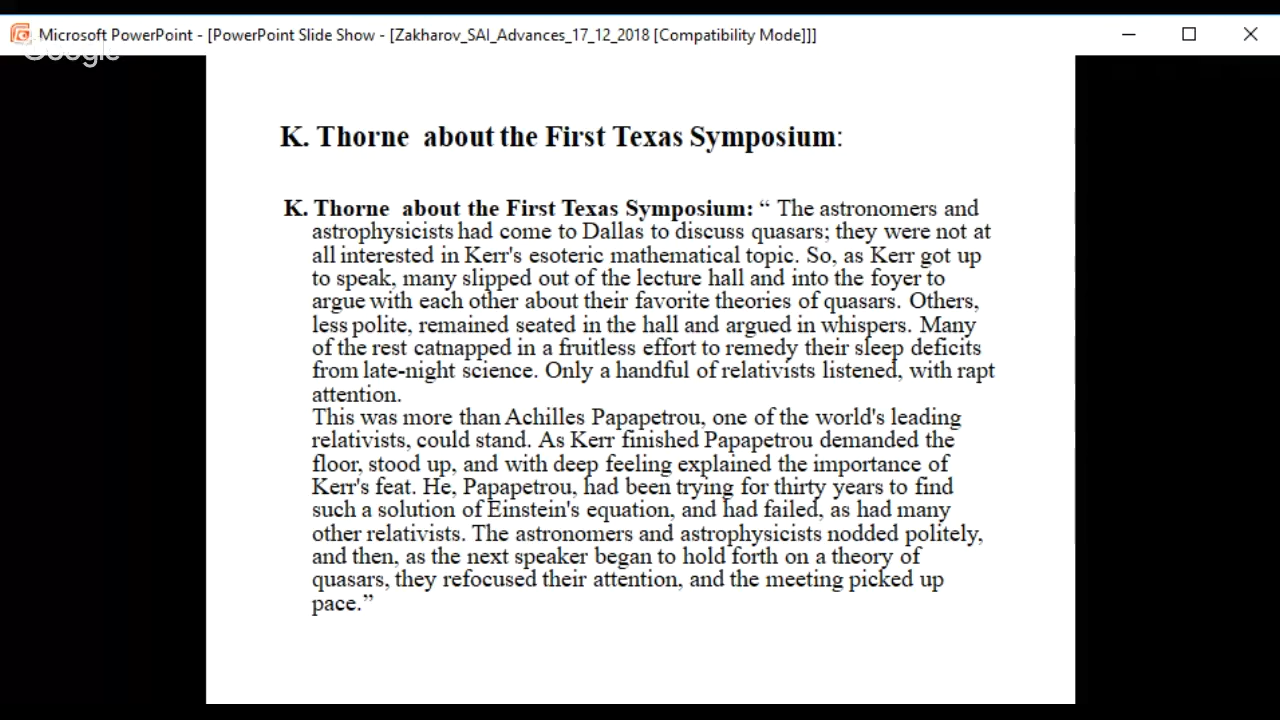 Microsoft PowerPoint - [PowerPoint Slide Show - [Zakharov_SAI_Advances_17_12_2018 [Compatibility Mode]]]
Google
K. Thorne about the First Texas Symposium:
K. Thorne about the First Texas Symposium: “ The astronomers and
astrophysicists had come to Dallas to discuss quasars; they were not at
all interested in Kerr's esoteric mathematical topic. So, as Kerr got up
to speak, many slipped out of the lecture hall and into the foyer to
argue with each other about their favorite theories of quasars. Others,
less polite, remained seated in the hall and argued in whispers. Many
of the rest catnapped in a fruitless effort to remedy their sleep deficits
from late-night science. Only a handful of relativists listened, with rapt
attention.
This was more than Achilles Papapetrou, one of the world's leading
relativists, could stand. As Kerr finished Papapetrou demanded the
floor, stood up, and with deep feeling explained the importance of
Kerr's feat. He, Papapetrou, had been trying for thirty years to find
such a solution of Einstein's equation, and had failed, as had many
other relativists. The astronomers and astrophysicists nodded politely,
and then, as the next speaker began to hold forth on a theory of
quasars, they refocused their attention, and the meeting picked up
pace.”